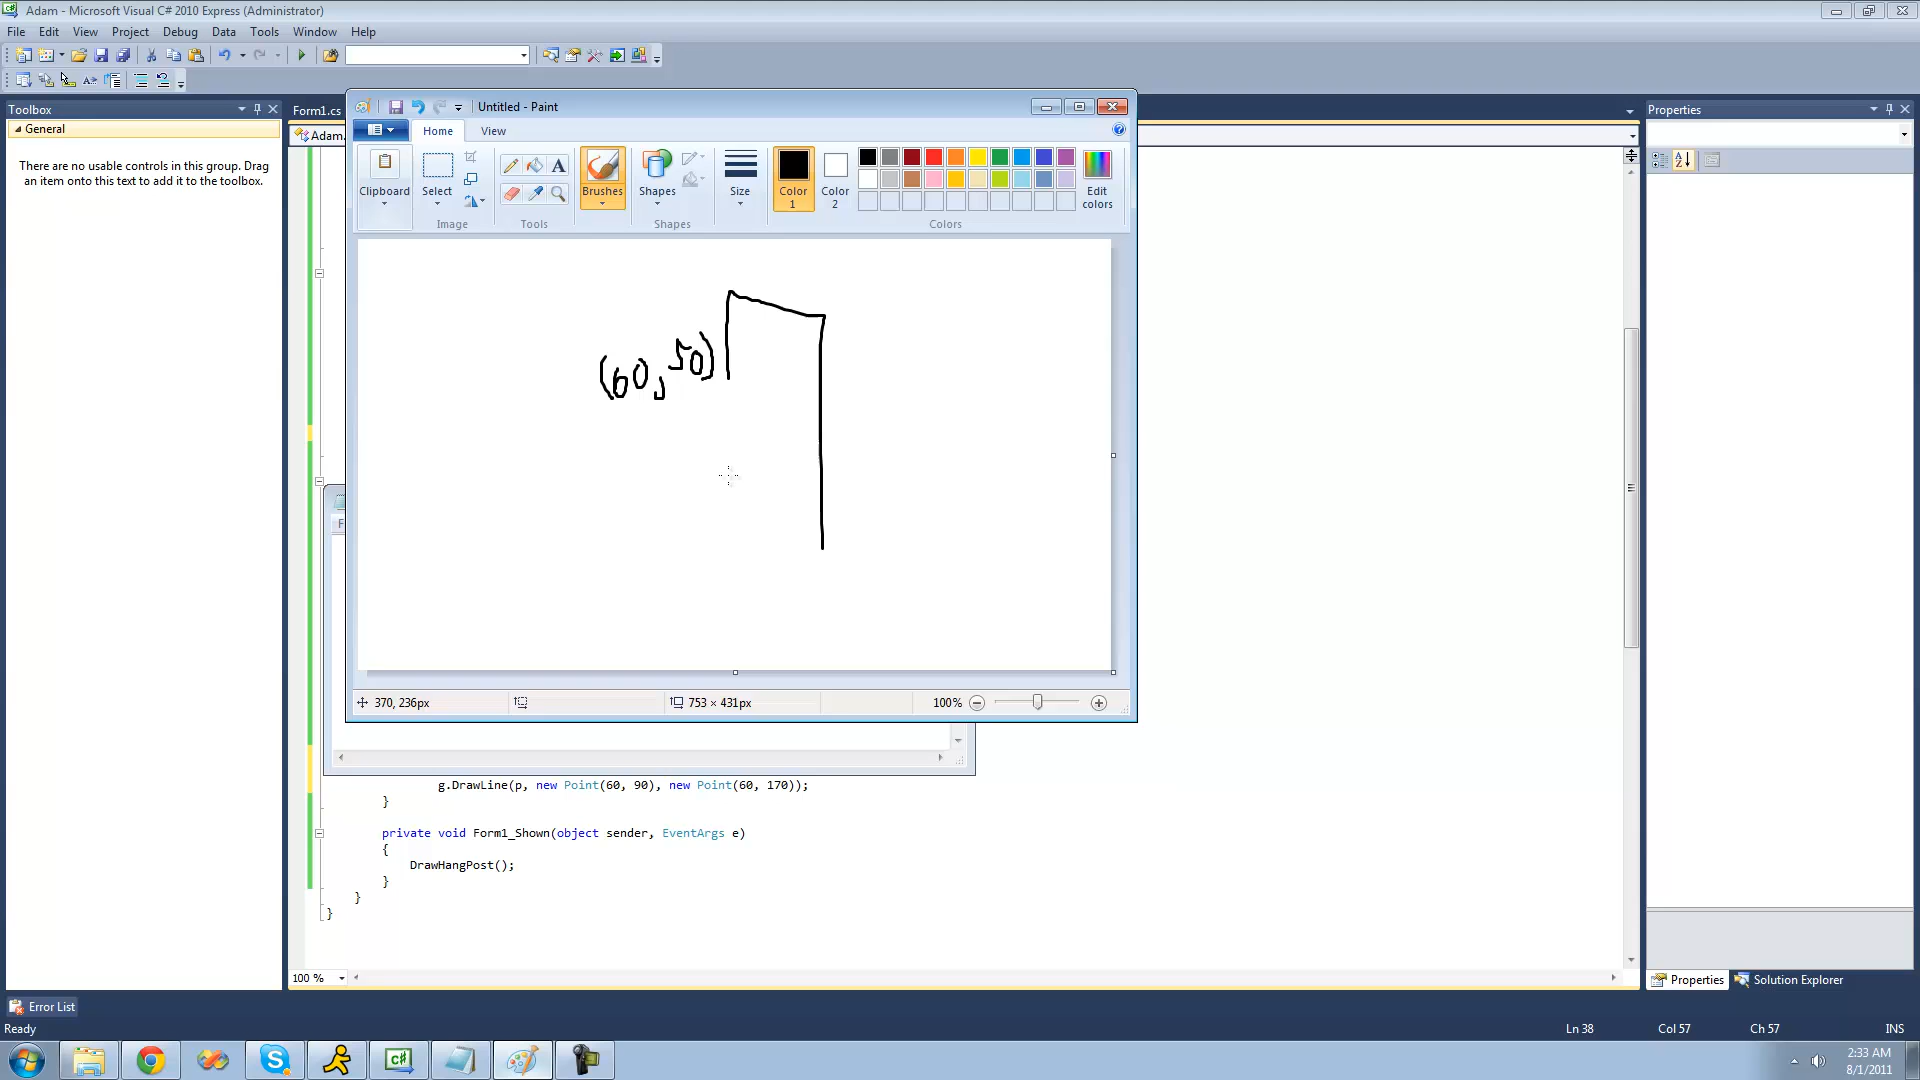 Adam - Microsoft Visual C# 2010 Express (Administrator)
File Edit View Project Debug Data Tools Window Help
Toolbox
General
There are no usable controls in this group. Drag
an item onto this text to add it to the toolbox.
Form1.cs
Adam.
Untitled - Paint
Home View
Clipboard
Select
Image
Tools
Brushes
Shapes
Shapes
Size
Color
1
Color
2
Edit
colors
Colors
(60,50)
370, 236px
753 × 431px
100%
F
g.DrawLine(p, new Point(60, 90), new Point(60, 170));
}
private void Form1_Shown(object sender, EventArgs e)
{
DrawHangPost();
}
}
}
100 %
Properties
Properties Solution Explorer
Error List
Ready
Ln 38 Col 57 Ch 57 INS
2:33 AM
8/1/2011